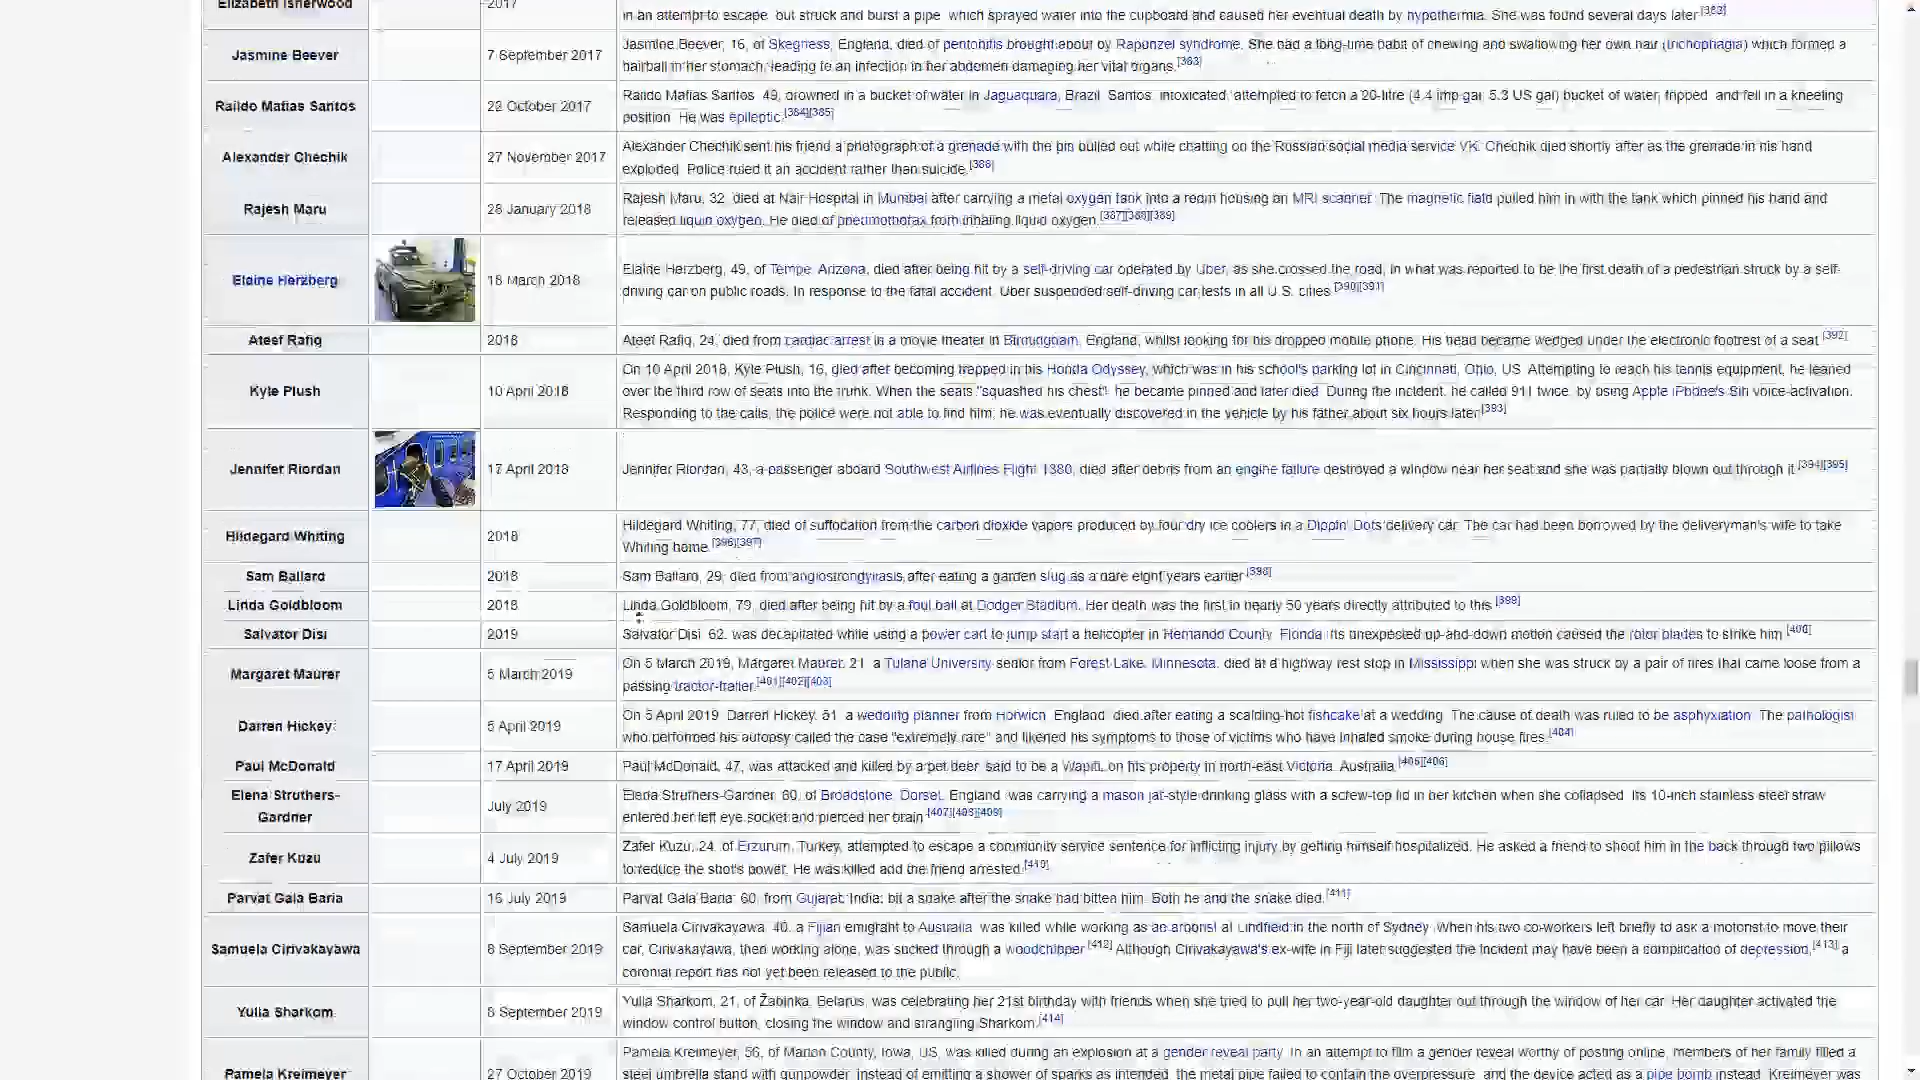 Elizabeth Isherwood
2017
in an attempt to escape but struck and burst a pipe which sprayed water into the cupboard and caused her eventual death by hypothermia. She was found several days later.[382]
Jasmine Beever
7 September 2017
Jasmine Beever, 16, of Skegness, England, died of peritonitis brought about by Rapunzel syndrome. She had a long-time habit of chewing and swallowing her own hair (trichophagia) which formed a
hairball in her stomach, leading to an infection in her abdomen damaging her vital organs.[383]
Raildo Matias Santos
22 October 2017
Raildo Matias Santos, 49, drowned in a bucket of water in Jaguaquara, Brazil. Santos, intoxicated, attempted to fetch a 20-litre (4.4 imp gal; 5.3 US gal) bucket of water, tripped, and fell in a kneeling
position. He was epileptic.[384][385]
Alexander Chechik
27 November 2017
Alexander Chechik sent his friend a photograph of a grenade with the pin pulled out while chatting on the Russian social media service VK. Chechik died shortly after as the grenade in his hand
exploded. Police ruled it an accident rather than suicide.[386]
Rajesh Maru
28 January 2018
Rajesh Maru, 32, died at Nair Hospital in Mumbai after carrying a metal oxygen tank into a room housing an MRI scanner. The magnetic field pulled him in with the tank which pinned his hand and
released liquid oxygen. He died of pneumothorax from inhaling liquid oxygen.[387][388][389]
Elaine Herzberg
18 March 2018
Elaine Herzberg, 49, of Tempe, Arizona, died after being hit by a self-driving car operated by Uber, as she crossed the road, in what was reported to be the first death of a pedestrian struck by a self-
driving car on public roads. In response to the fatal accident, Uber suspended self-driving car tests in all U.S. cities.[390][391]
Ateef Rafiq
2018
Ateef Rafiq, 24, died from cardiac arrest in a movie theater in Birmingham, England, whilst looking for his dropped mobile phone. His head became wedged under the electronic footrest of a seat.[392]
Kyle Plush
10 April 2018
On 10 April 2018, Kyle Plush, 16, died after becoming trapped in his Honda Odyssey, which was in his school's parking lot in Cincinnati, Ohio, US. Attempting to reach his tennis equipment, he leaned
over the third row of seats into the trunk. When the seats "squashed his chest", he became pinned and later died. During the incident, he called 911 twice, by using Apple iPhone's Siri voice-activation.
Responding to the calls, the police were not able to find him; he was eventually discovered in the vehicle by his father about six hours later.[393]
Jennifer Riordan
17 April 2018
Jennifer Riordan, 43, a passenger aboard Southwest Airlines Flight 1380, died after debris from an engine failure destroyed a window near her seat and she was partially blown out through it.[394][395]
Hildegard Whiting
2018
Hildegard Whiting, 77, died of suffocation from the carbon dioxide vapors produced by four dry ice coolers in a Dippin' Dots delivery car. The car had been borrowed by the deliveryman's wife to take
Whiting home.[396][397]
Sam Ballard
2018
Sam Ballard, 29, died from angiostrongyliasis after eating a garden slug as a dare eight years earlier.[398]
Linda Goldbloom
2018
Linda Goldbloom, 79, died after being hit by a foul ball at Dodger Stadium. Her death was the first in nearly 50 years directly attributed to this.[399]
Salvator Disi
2019
Salvator Disi, 62, was decapitated while using a power cart to jump start a helicopter in Hernando County, Florida. Its unexpected up-and-down motion caused the rotor blades to strike him.[400]
Margaret Maurer
5 March 2019
On 5 March 2019, Margaret Maurer, 21, a Tulane University senior from Forest Lake, Minnesota, died at a highway rest stop in Mississippi when she was struck by a pair of tires that came loose from a
passing tractor-trailer.[401][402][403]
Darren Hickey
5 April 2019
On 5 April 2019, Darren Hickey, 51, a wedding planner from Horwich, England, died after eating a scalding-hot fishcake at a wedding. The cause of death was ruled to be asphyxiation. The pathologist
who performed his autopsy called the case "extremely rare" and likened his symptoms to those of victims who have inhaled smoke during house fires.[404]
Paul McDonald
17 April 2019
Paul McDonald, 47, was attacked and killed by a pet deer, said to be a Wapiti, on his property in north-east Victoria, Australia.[405][406]
Elena Struthers-
Gardner
July 2019
Elena Struthers-Gardner, 60, of Broadstone, Dorset, England, was carrying a mason jar-style drinking glass with a screw-top lid in her kitchen when she collapsed. Its 10-inch stainless steel straw
entered her left eye socket and pierced her brain.[407][408][409]
Zafer Kuzu
4 July 2019
Zafer Kuzu, 24, of Erzurum, Turkey, attempted to escape a community service sentence for inflicting injury by getting himself hospitalized. He asked a friend to shoot him in the back through two pillows
to reduce the shot's power. He was killed add the friend arrested.[410]
Parvat Gala Baria
16 July 2019
Parvat Gala Baria, 60, from Gujarat, India, bit a snake after the snake had bitten him. Both he and the snake died.[411]
Samuela Cirivakayawa
8 September 2019
Samuela Cirivakayawa, 40, a Fijian emigrant to Australia, was killed while working as an arborist at Lindfield in the north of Sydney. When his two co-workers left briefly to ask a motorist to move their
car, Cirivakayawa, then working alone, was sucked through a woodchipper.[412] Although Cirivakayawa's ex-wife in Fiji later suggested the incident may have been a complication of depression,[413] a
coronial report has not yet been released to the public.
Yulia Sharkom
8 September 2019
Yulia Sharkom, 21, of Žabinka, Belarus, was celebrating her 21st birthday with friends when she tried to pull her two-year-old daughter out through the window of her car. Her daughter activated the
window control button, closing the window and strangling Sharkom.[414]
Pamela Kreimeyer
27 October 2019
Pamela Kreimeyer, 56, of Marion County, Iowa, US, was killed during an explosion at a gender reveal party. In an attempt to film a gender reveal worthy of posting online, members of her family filled a
steel umbrella stand with gunpowder. Instead of emitting a shower of sparks as intended, the metal pipe failed to contain the overpressure, and the device acted as a pipe bomb instead. Kreimeyer was